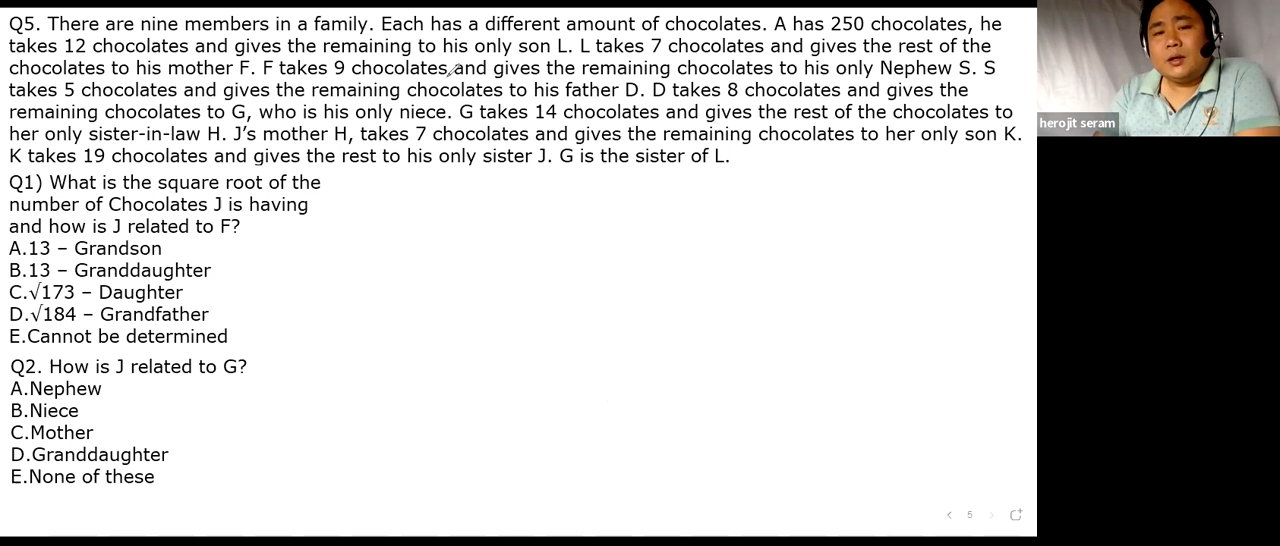 Q5. There are nine members in a family. Each has a different amount of chocolates. A has 250 chocolates, he
takes 12 chocolates and gives the remaining to his only son L. L takes 7 chocolates and gives the rest of the
chocolates to his mother F. F takes 9 chocolates and gives the remaining chocolates to his only Nephew S. S
takes 5 chocolates and gives the remaining chocolates to his father D. D takes 8 chocolates and gives the
remaining chocolates to G, who is his only niece. G takes 14 chocolates and gives the rest of the chocolates to
her only sister-in-law H. J’s mother H, takes 7 chocolates and gives the remaining chocolates to her only son K.
K takes 19 chocolates and gives the rest to his only sister J. G is the sister of L.
Q1) What is the square root of the
number of Chocolates J is having
and how is J related to F?
A.13 – Grandson
B.13 – Granddaughter
C.√173 – Daughter
D.√184 – Grandfather
E.Cannot be determined
Q2. How is J related to G?
A.Nephew
B.Niece
C.Mother
D.Granddaughter
E.None of these
5
herojit seram